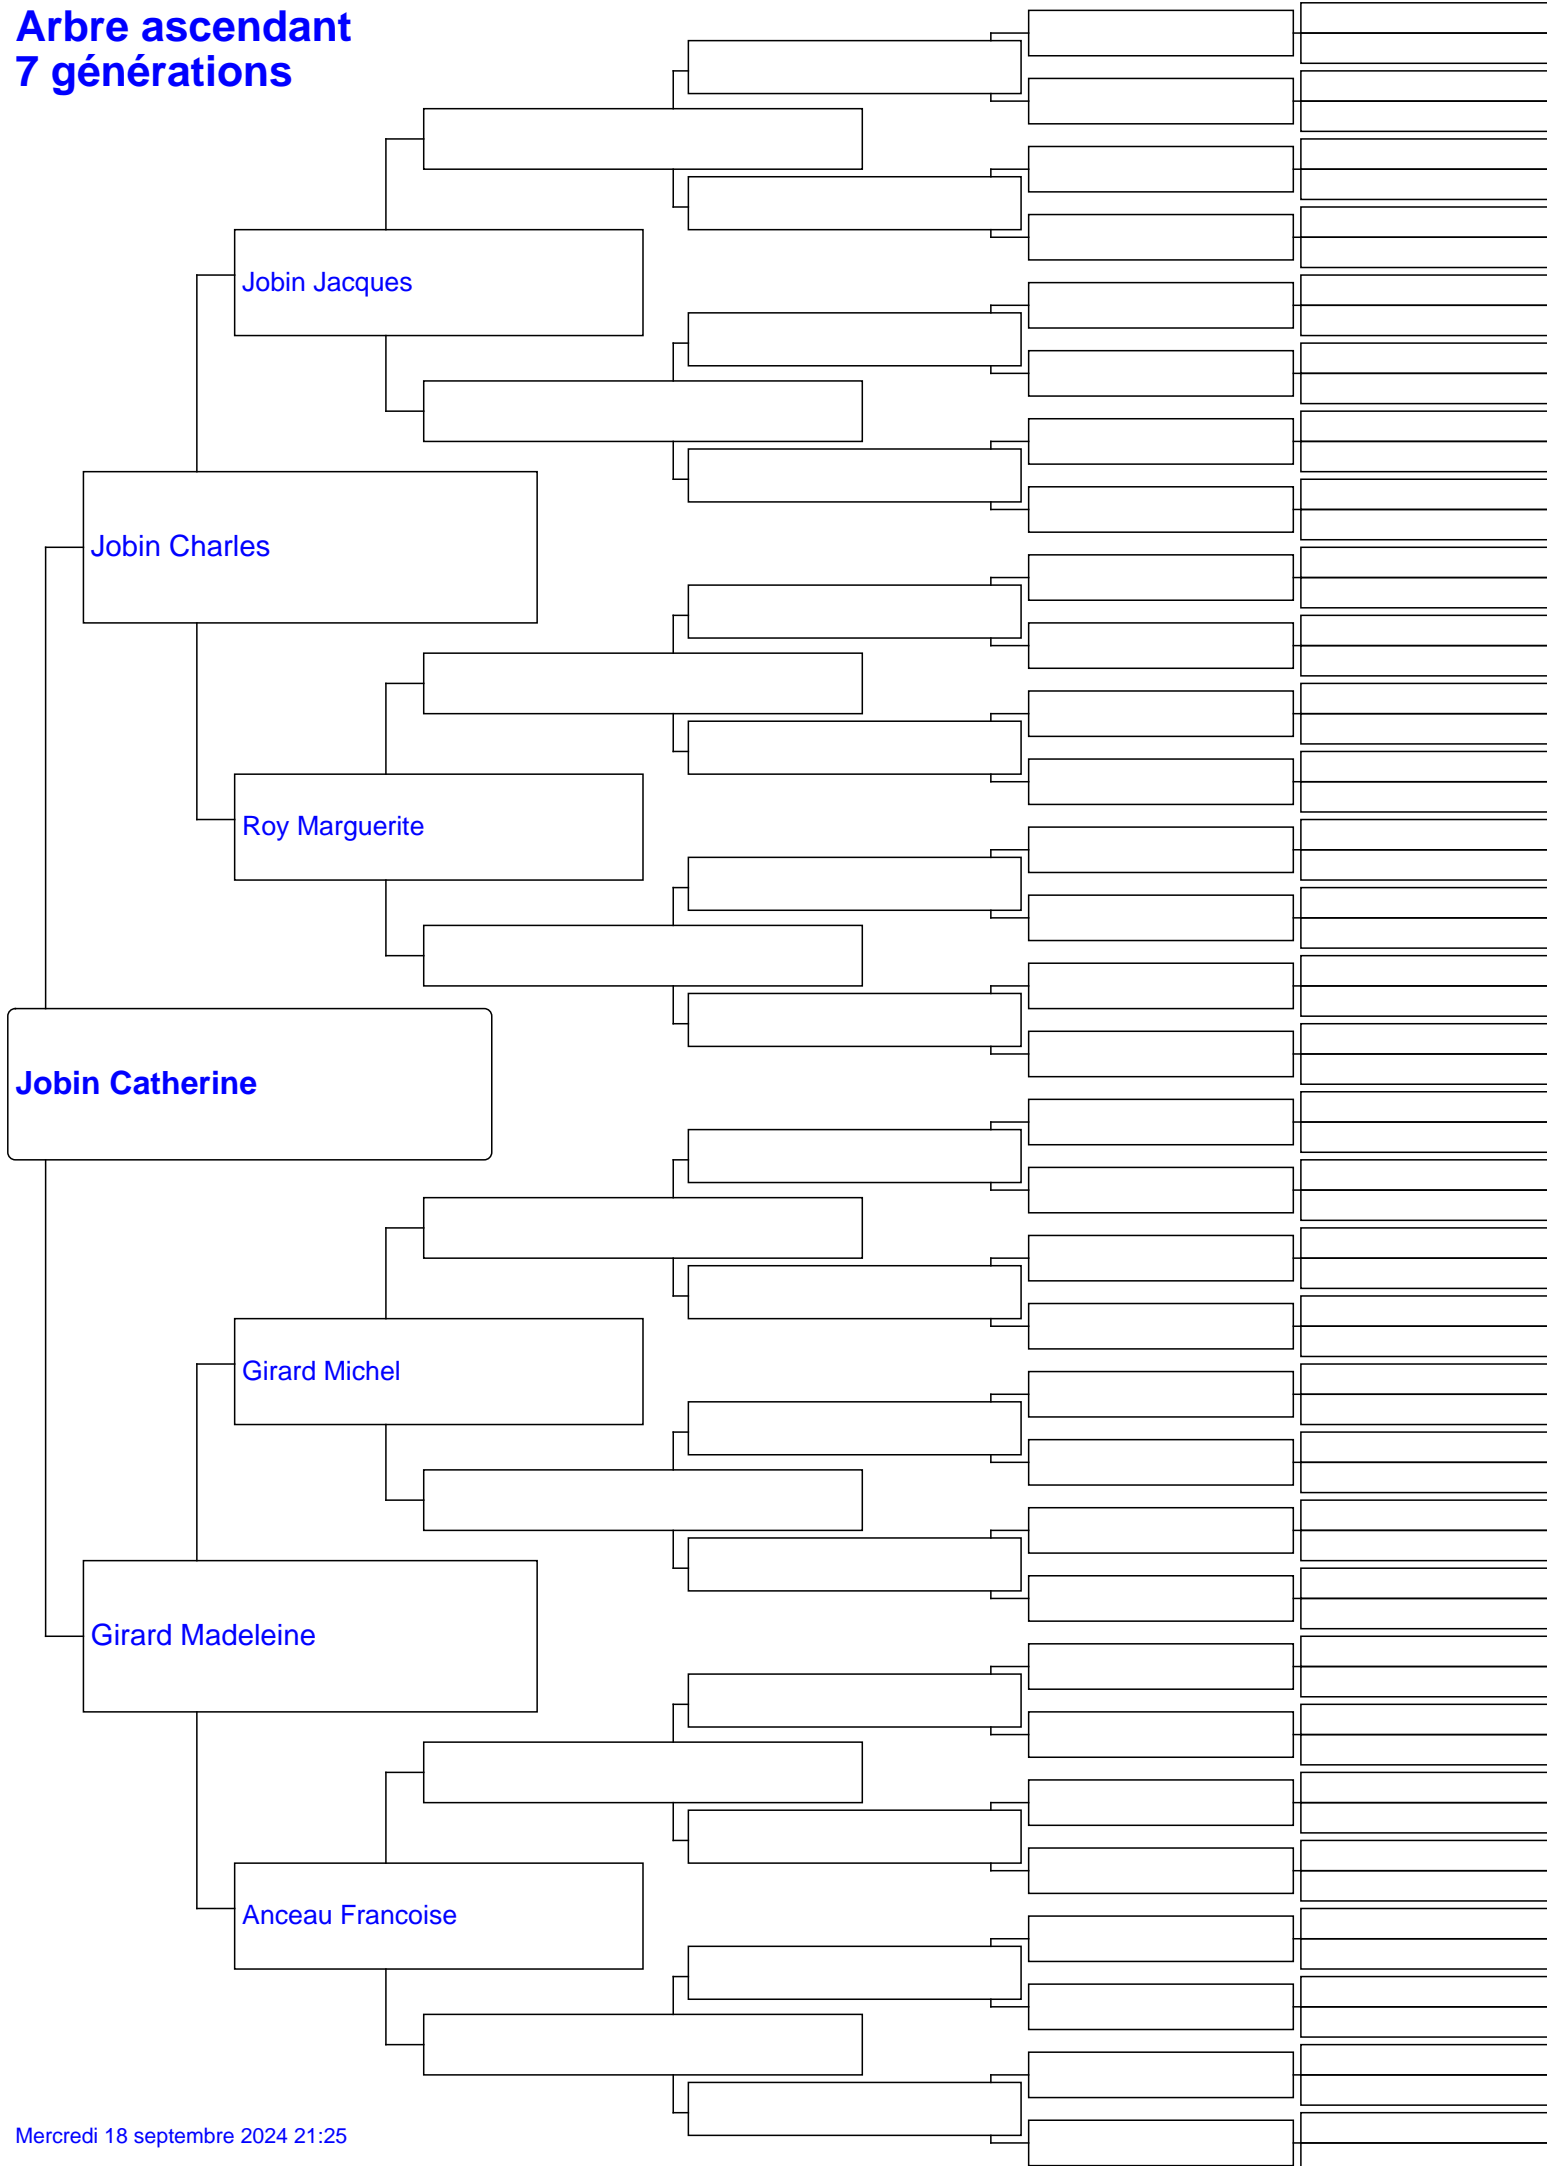 Arbre ascendant
7 générations
Jobin Jacques
Jobin Charles
Roy Marguerite
Jobin Catherine
Girard Michel
Girard Madeleine
Anceau Francoise
Mercredi 18 septembre 2024 21:25